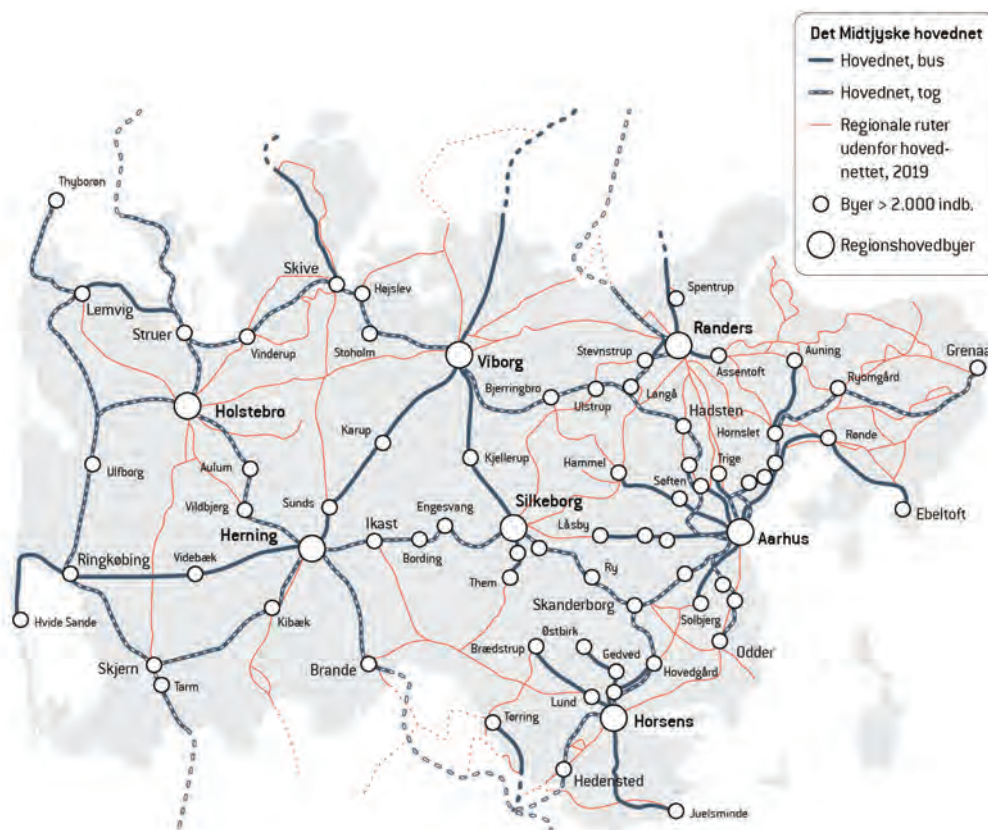 Det Midtjyske hovednet
Hovednet, bus
Hovednet, tog
Regionale ruter
udenfor hoved-
nettet, 2019
Byer > 2.000 indb.
Regionshovedbyer
Thyborøn
Lemvig
Struer
Vinderup
Skive
Højslev
Stoholm
Viborg
Spentrup
Randers
Stevnstrup
Assentoft
Auning
Grenaa
Ryomgård
Bjerringbro
Ulstrup
Langå
Hadsten
Hornslet
Rønde
Holstebro
Karup
Kjellerup
Hammel
Trige
Søften
Ulfborg
Aulum
Vildbjerg
Sunds
Engesvang
Silkeborg
Låsby
Aarhus
Ebeltoft
Herning
Ikast
Bording
Ringkøbing
Videbæk
Them
Ry
Skanderborg
Solbjerg
Hvide Sande
Kibæk
Østbirk
Brædstrup
Gedved
Odder
Skjern
Brande
Hovedgård
Tarm
Lund
Tørring
Horsens
Hedensted
Juelsminde